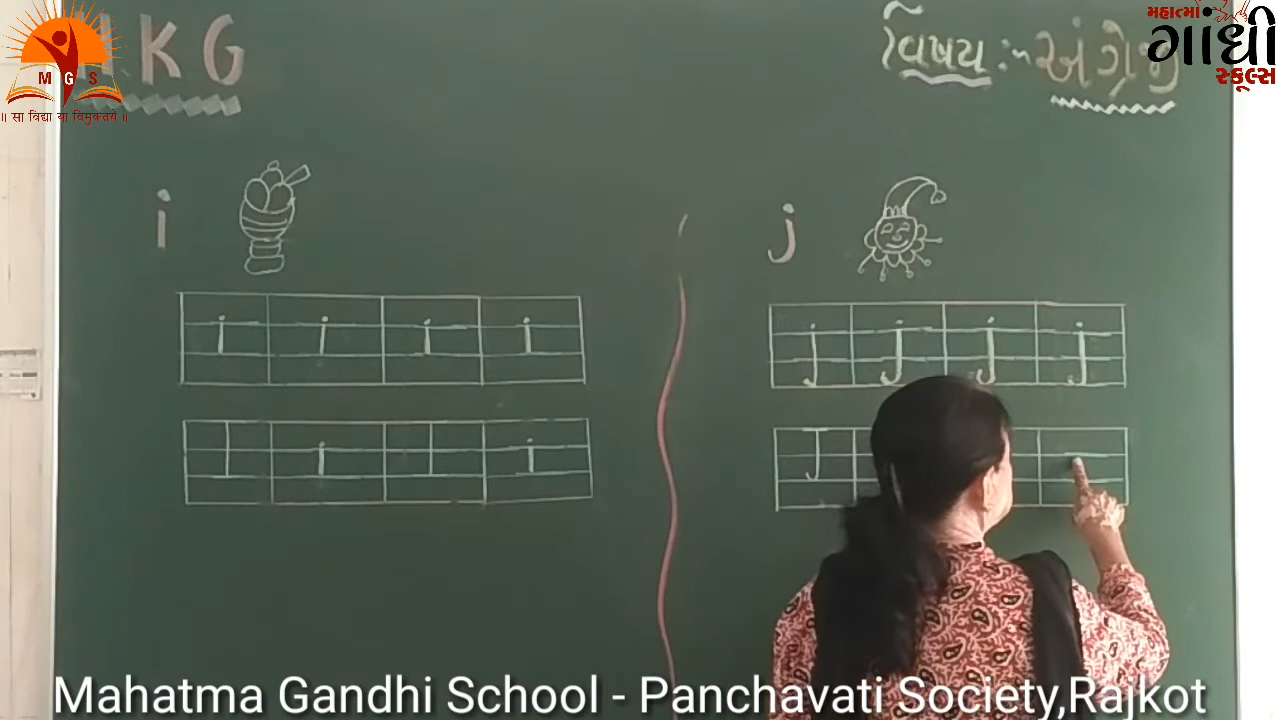 KG
વિષય :~ અંગ્રેજી
મહાત્મા
ગાંધી
સ્કૂલ્સ
M G S
॥ सा विद्या या विमुक्तये ॥
i
j
i i i i
j j j j
I i I i
J
Mahatma Gandhi School - Panchavati Society,Rajkot